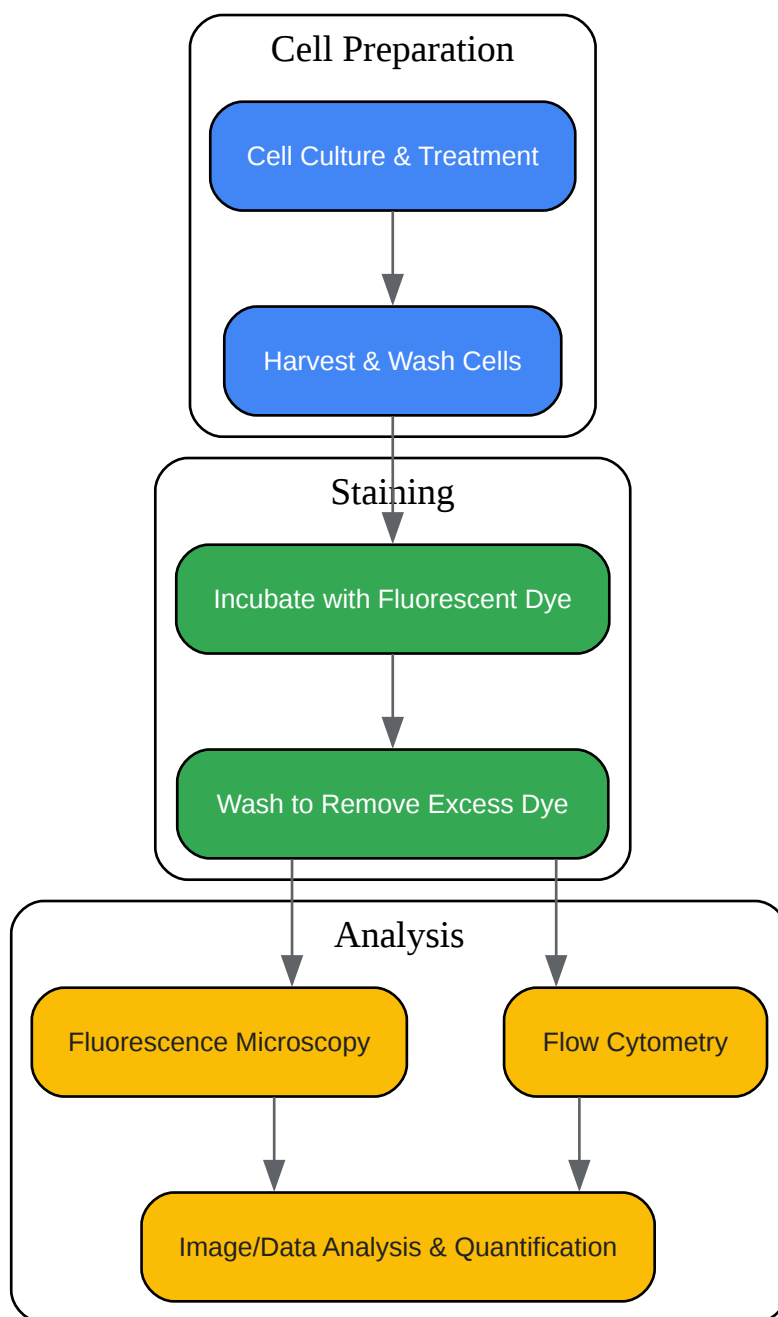 Cell Preparation
Cell Culture & Treatment
Harvest & Wash Cells
Staining
Incubate with Fluorescent Dye
Wash to Remove Excess Dye
Analysis
Fluorescence Microscopy
Flow Cytometry
Image/Data Analysis & Quantification